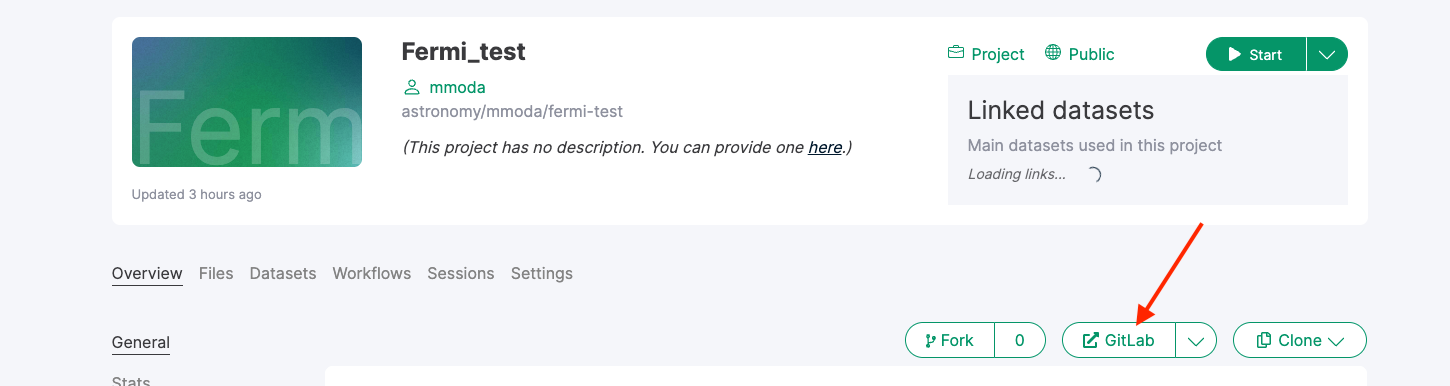 Ferm
Updated 3 hours ago
Fermi_test
mmoda
astronomy/mmoda/fermi-test
(This project has no description. You can provide one here.)
Project Public Start
Linked datasets
Main datasets used in this project
Loading links...
Overview Files Datasets Workflows Sessions Settings
General
Stats
Fork 0 GitLab Clone